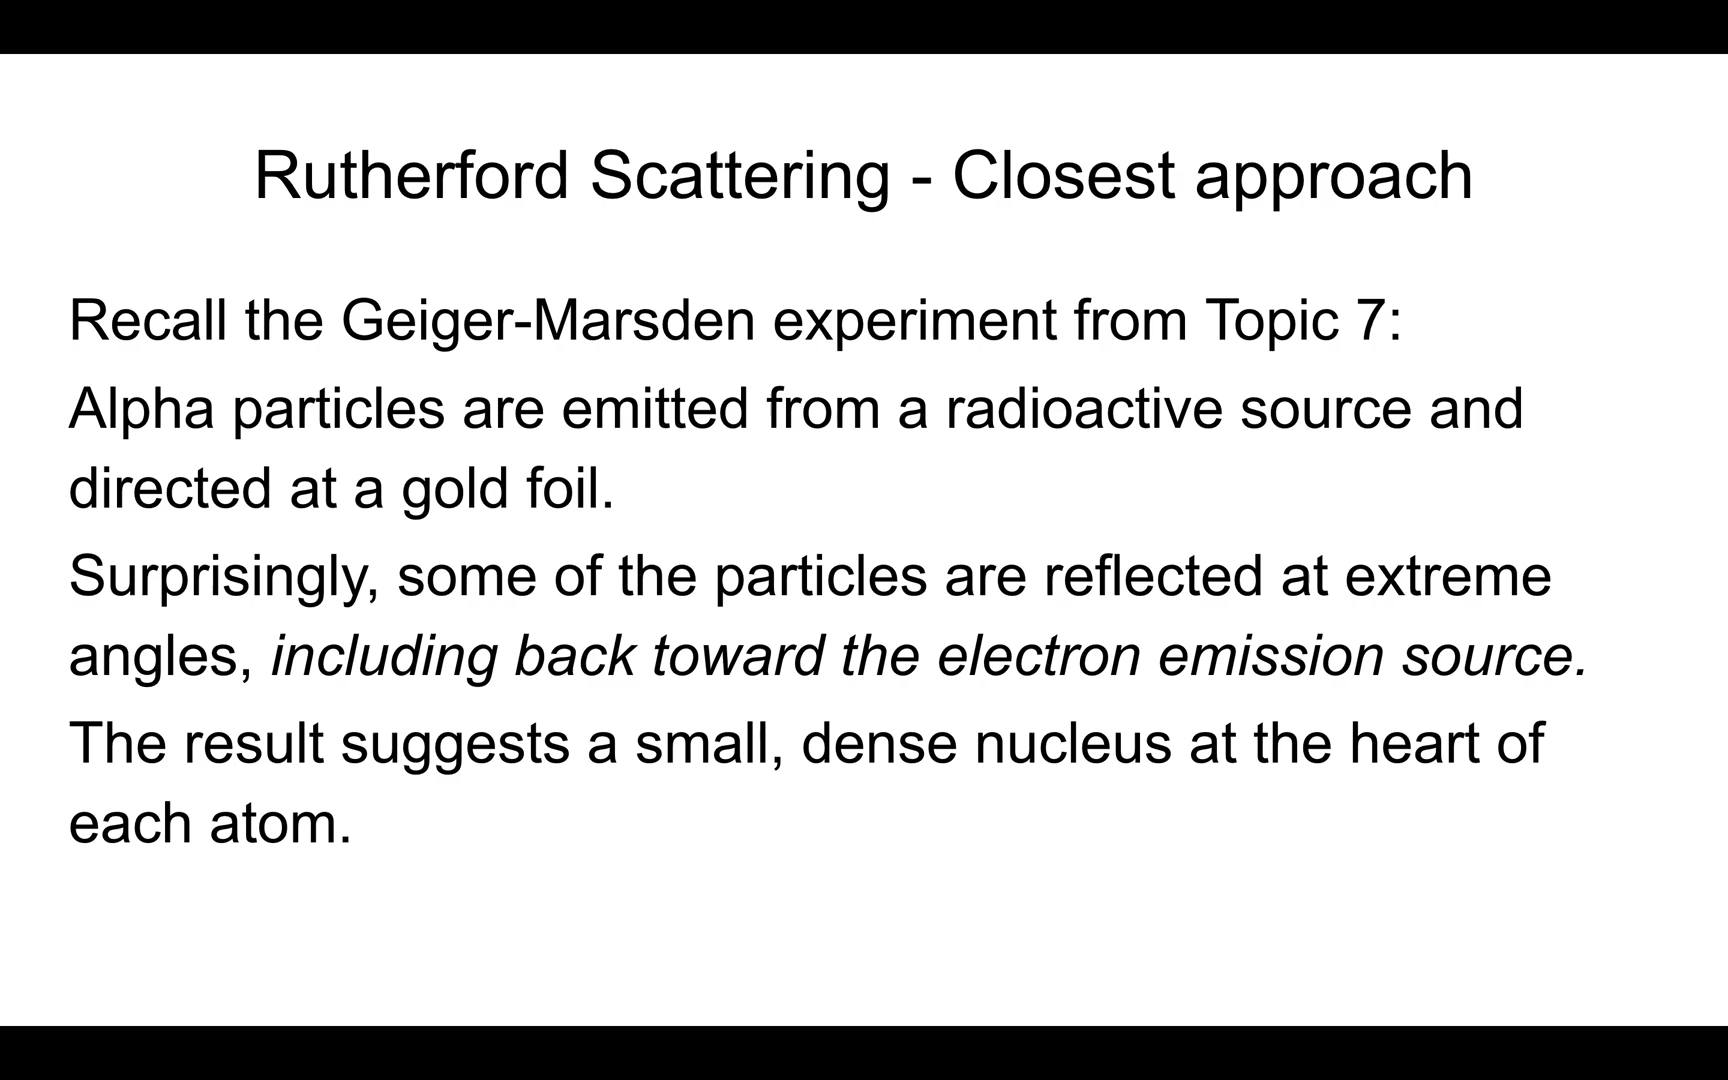 Rutherford Scattering - Closest approach
Recall the Geiger-Marsden experiment from Topic 7:
Alpha particles are emitted from a radioactive source and
directed at a gold foil.
Surprisingly, some of the particles are reflected at extreme
angles, including back toward the electron emission source.
The result suggests a small, dense nucleus at the heart of
each atom.